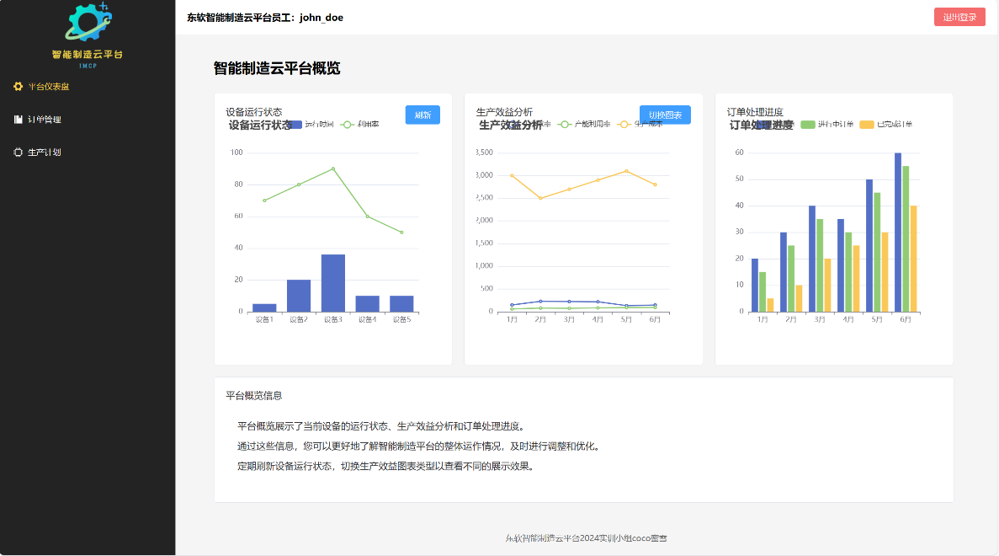 智能制造云平台
IMCP
平台仪表盘
订单管理
生产计划
东软智能制造云平台员工：john_doe
退出登录
智能制造云平台概览
设备运行状态
刷新
设备运行状态
运行时间
利用率
100
80
60
40
20
0
设备1 设备2 设备3 设备4 设备5
生产效益分析
切换图表
生产效益分析
产能利用率
生产成本
3,500
3,000
2,500
2,000
1,500
1,000
500
0
1月 2月 3月 4月 5月 6月
订单处理进度
订单处理进度
进行中订单
已完成订单
60
50
40
30
20
10
0
1月 2月 3月 4月 5月 6月
平台概览信息
平台概览展示了当前设备的运行状态、生产效益分析和订单处理进度。
通过这些信息，您可以更好地了解智能制造平台的整体运作情况，及时进行调整和优化。
定期刷新设备运行状态，切换生产效益图表类型以查看不同的展示效果。
东软智能制造云平台2024实训小组coco蜜雪